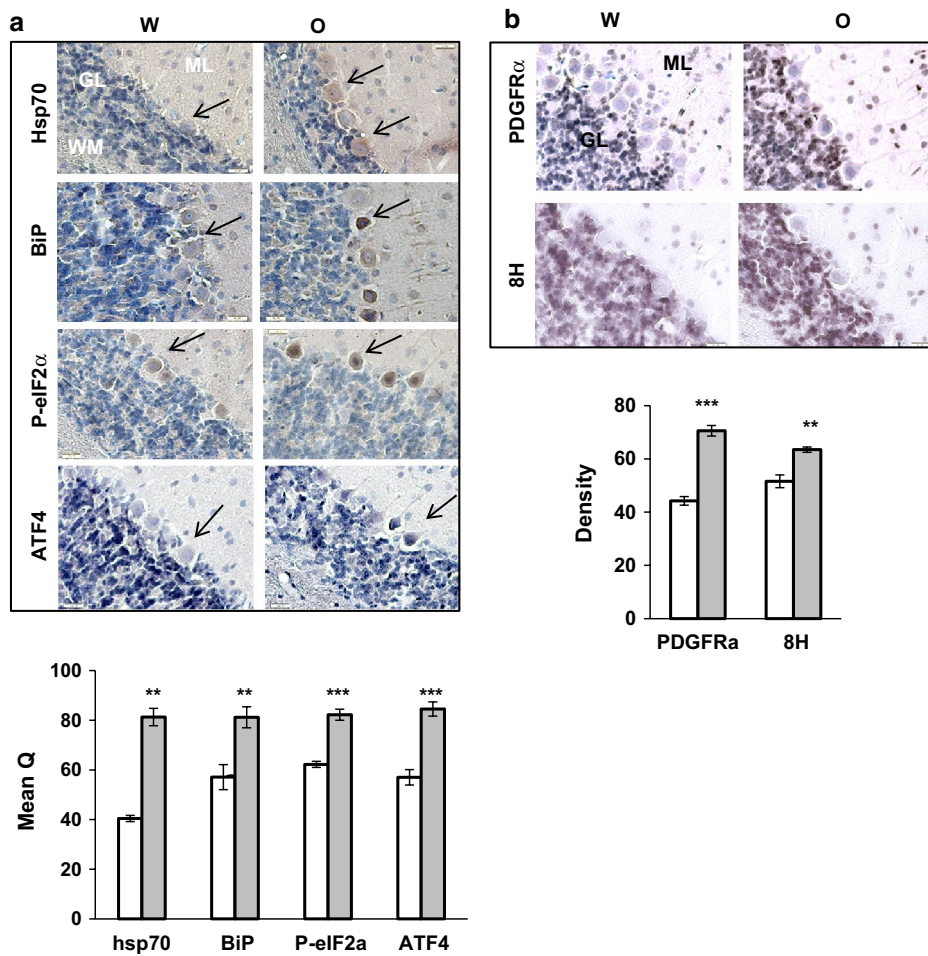 a
W
O
Hsp70
GL
ML
WM
BiP
P-eIF2α
ATF4
Mean Q
100
80
60
40
20
0
**
**
***
***
hsp70
BiP
P-eIF2a
ATF4
b
W
O
PDGFRα
ML
GL
8H
Density
80
60
40
20
0
***
**
PDGFRa
8H